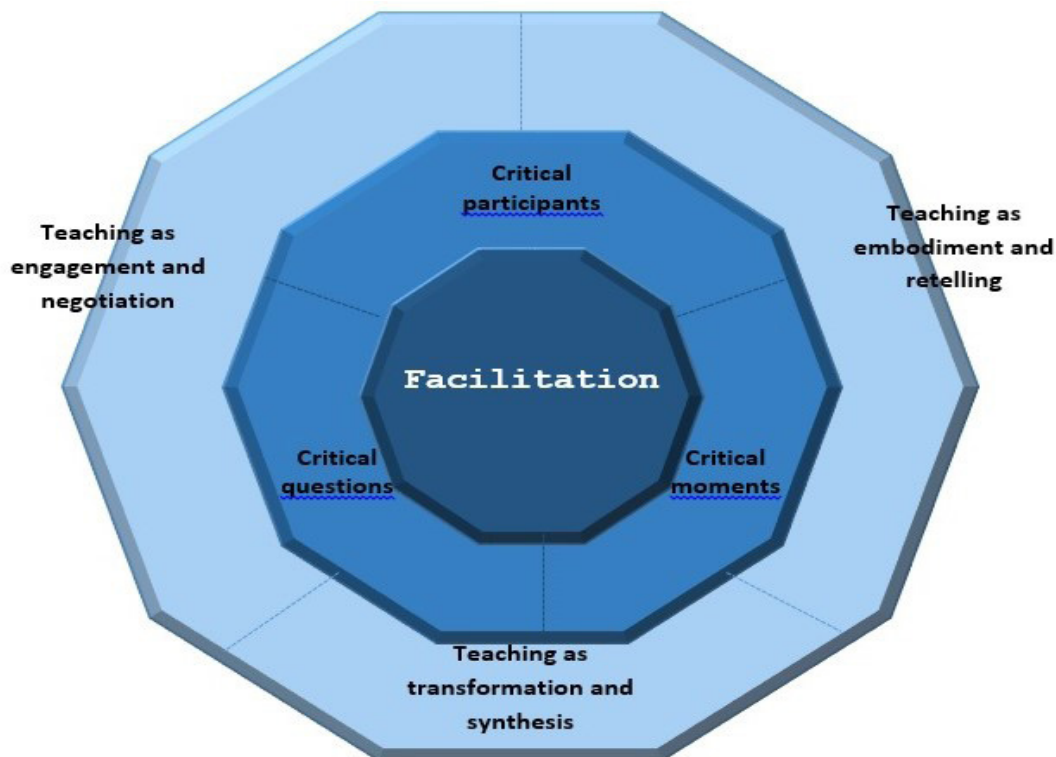 Critical
participants
Teaching as
engagement and
negotiation
Teaching as
embodiment and
retelling
Facilitation
Critical
questions
Critical
moments
Teaching as
transformation and
synthesis